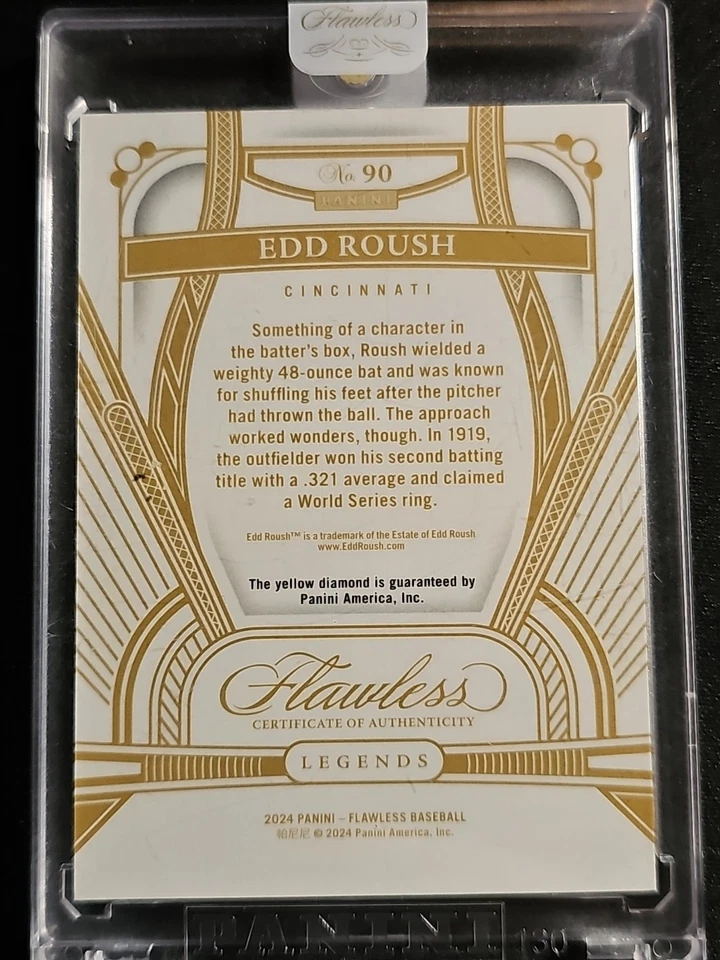 Flawless
No. 90
PANINI
EDD ROUSH
CINCINNATI
Something of a character in
the batter's box, Roush wielded a
weighty 48-ounce bat and was known
for shuffling his feet after the pitcher
had thrown the ball. The approach
worked wonders, though. In 1919,
the outfielder won his second batting
title with a .321 average and claimed
a World Series ring.
Edd Roush™ is a trademark of the Estate of Edd Roush
www.EddRoush.com
The yellow diamond is guaranteed by
Panini America, Inc.
Flawless
CERTIFICATE OF AUTHENTICITY
LEGENDS
2024 PANINI – FLAWLESS BASEBALL
帕尼尼 © 2024 Panini America, Inc.
PANINI